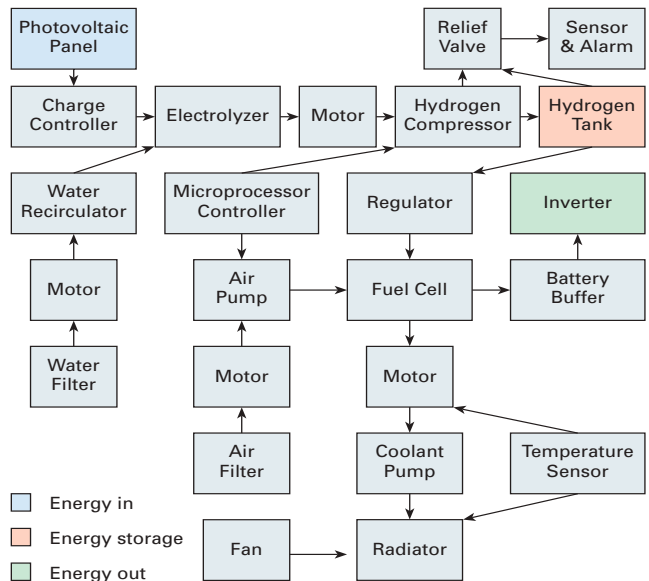 Photovoltaic
Panel
Relief
Valve
Sensor
& Alarm
Charge
Controller
Electrolyzer
Motor
Hydrogen
Compressor
Hydrogen
Tank
Water
Recirculator
Microprocessor
Controller
Regulator
Inverter
Motor
Air
Pump
Fuel Cell
Battery
Buffer
Water
Filter
Motor
Motor
Air
Filter
Coolant
Pump
Temperature
Sensor
Energy in
Energy storage
Energy out
Fan
Radiator